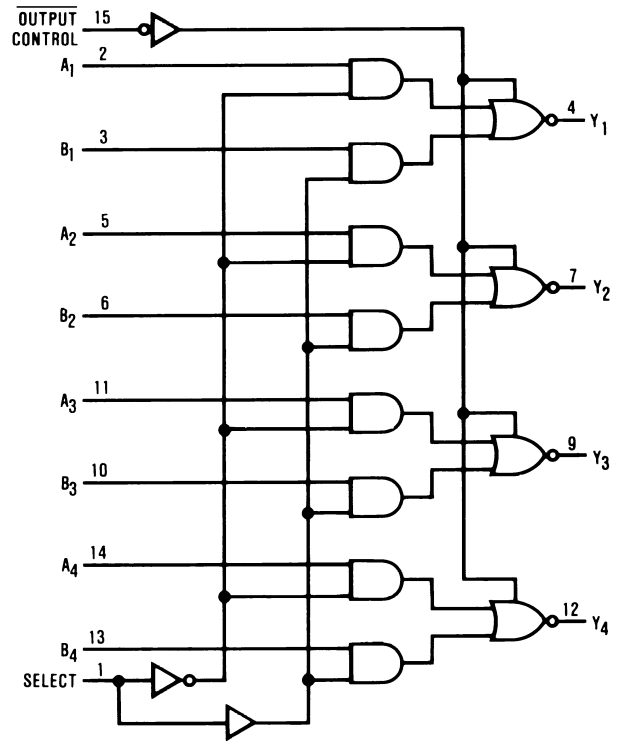 OUTPUT CONTROL 15
A1 2
4 Y1
B1 3
A2 5
7 Y2
B2 6
A3 11
9 Y3
B3 10
A4 14
12 Y4
B4 13
SELECT 1